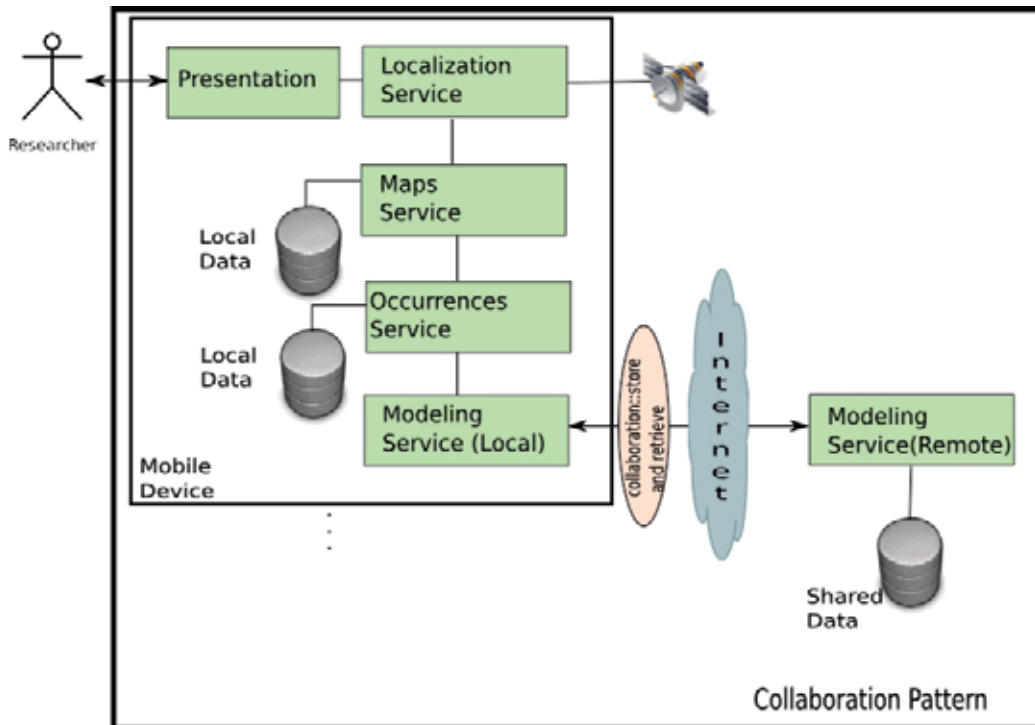 Researcher
Presentation
Localization
Service
Maps
Service
Local
Data
Occurrences
Service
Local
Data
Modeling
Service (Local)
Mobile
Device
collaboration::store
and retrieve
Internet
Modeling
Service(Remote)
Shared
Data
Collaboration Pattern